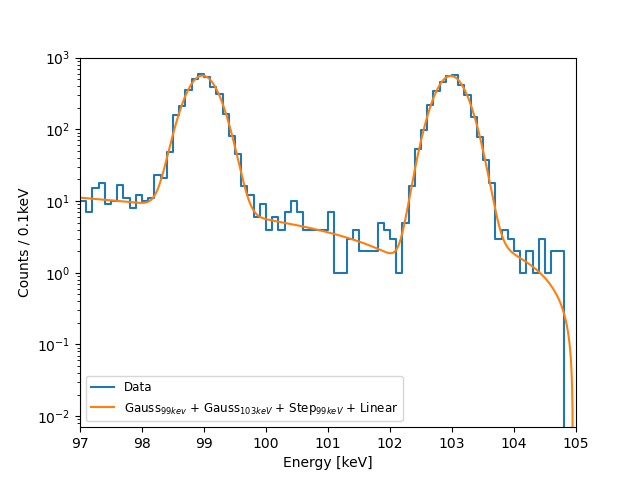 10³
10²
10¹
10⁰
10⁻¹
10⁻²
Counts / 0.1keV
Data
Gauss₉₉ₖₑᵥ + Gauss₁₀₃ₖₑV + Step₉₉ₖₑV + Linear
97 98 99 100 101 102 103 104 105
Energy [keV]